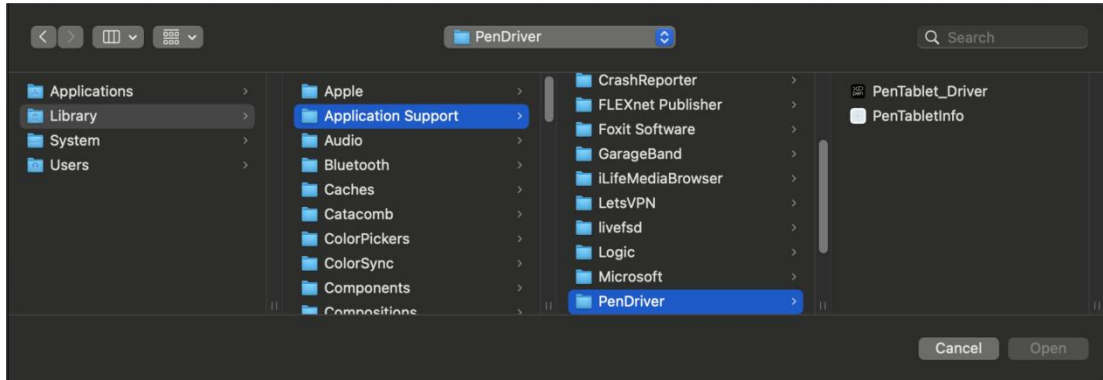 PenDriver
Search
Applications
Library
System
Users
Apple
Application Support
Audio
Bluetooth
Caches
Catacomb
ColorPickers
ColorSync
Components
Compositions
CrashReporter
FLEXnet Publisher
Foxit Software
GarageBand
iLifeMediaBrowser
LetsVPN
livefsd
Logic
Microsoft
PenDriver
PenTablet_Driver
PenTabletInfo
Cancel
Open